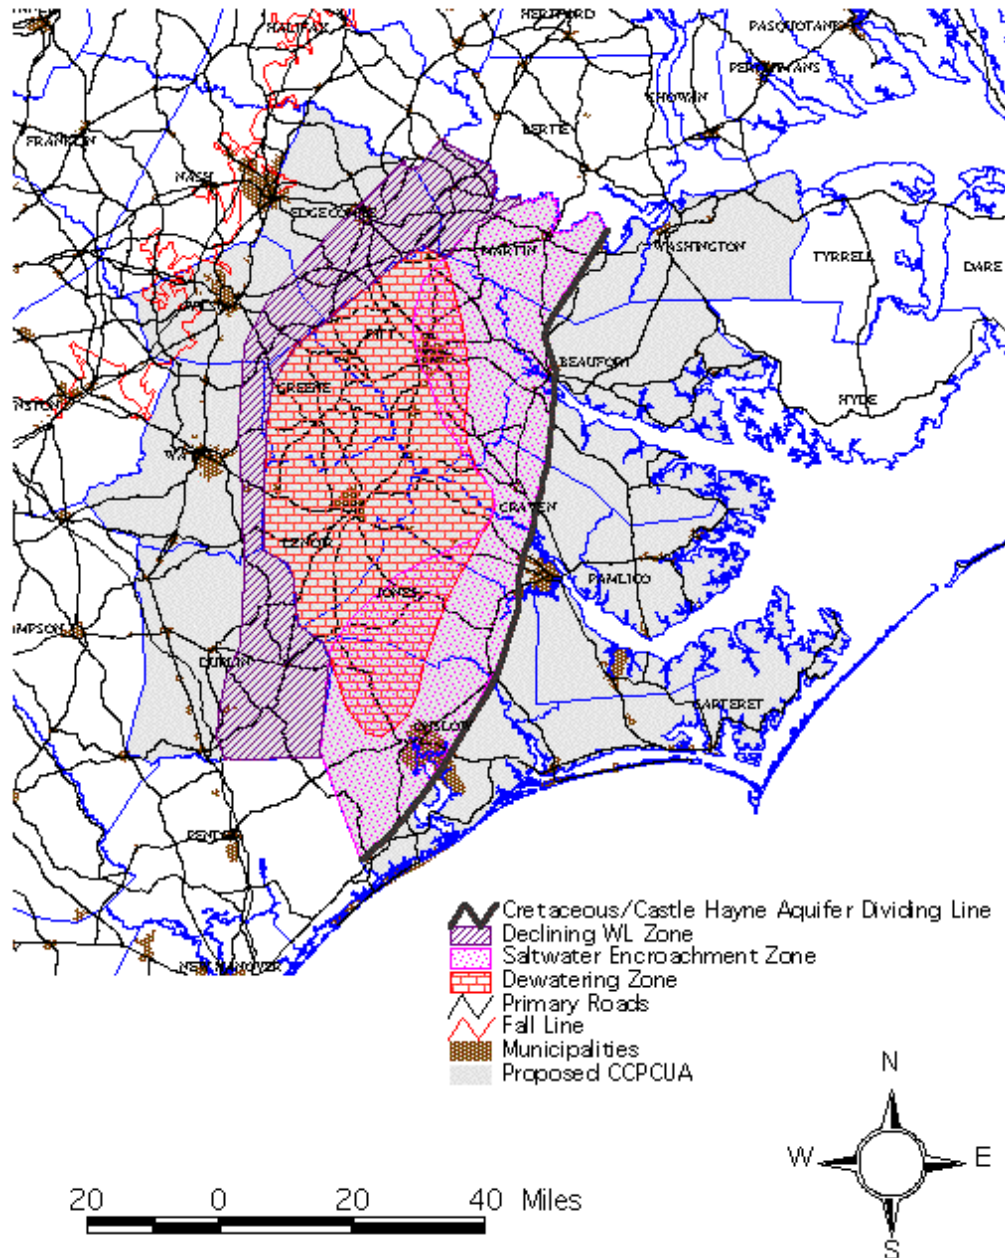 HERTFORD
PASQUOTANK
HALIFAX
PERQUIMANS
CHOWAN
BERTIE
FRANKLIN
NASH
EDGECOMBE
MARTIN
WASHINGTON
TYRRELL
DARE
PITT
BEAUFORT
GREENE
HYDE
CRAVEN
LENOIR
PAMLICO
JONES
IMPSON
DUPLIN
CARTERET
ONSLOW
PENDER
NEW HANOVER
Cretaceous/Castle Hayne Aquifer Dividing Line
Declining WL Zone
Saltwater Encroachment Zone
Dewatering Zone
Primary Roads
Fall Line
Municipalities
Proposed CCPCUA
N
W
E
S
20 0 20 40 Miles